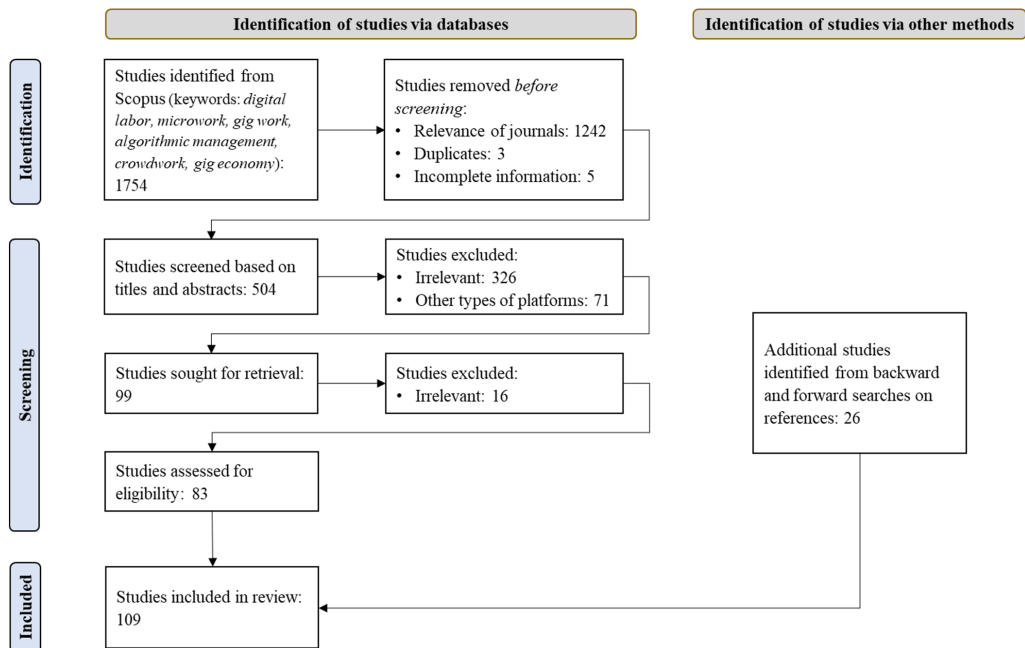 Identification of studies via databases
Identification of studies via other methods
Identification
Studies identified from
Scopus (keywords: digital
labor, microwork, gig work,
algorithmic management,
crowdwork, gig economy):
1754
Studies removed before
screening:
• Relevance of journals: 1242
• Duplicates: 3
• Incomplete information: 5
Screening
Studies screened based on
titles and abstracts: 504
Studies excluded:
• Irrelevant: 326
• Other types of platforms: 71
Studies sought for retrieval:
99
Studies excluded:
• Irrelevant: 16
Additional studies
identified from backward
and forward searches on
references: 26
Studies assessed for
eligibility: 83
Included
Studies included in review:
109